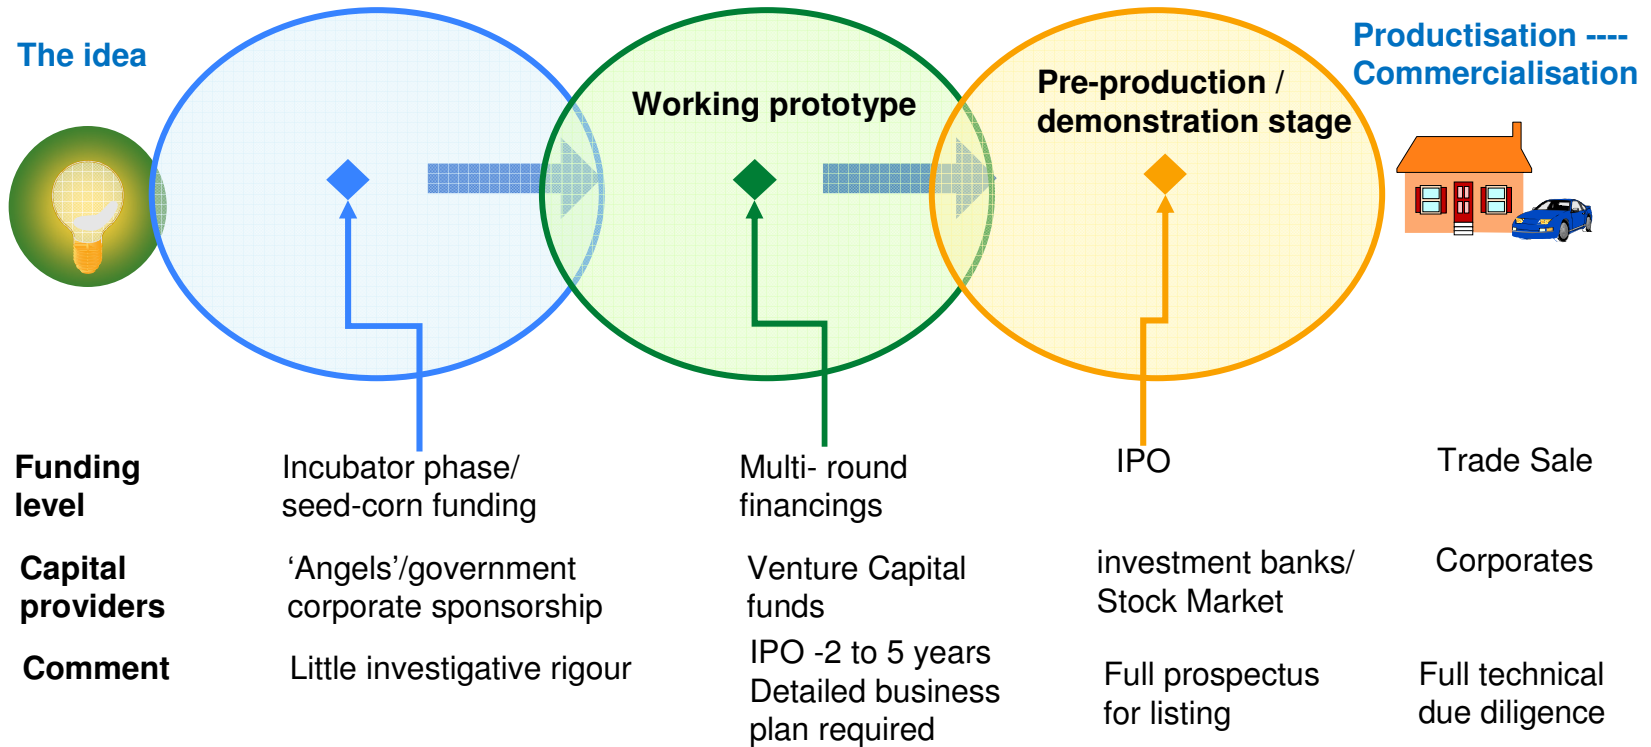 The idea
Working prototype
Pre-production /
demonstration stage
Productisation ----
Commercialisation
Funding
level
Incubator phase/
seed-corn funding
Multi- round
financings
IPO
Trade Sale
Capital
providers
‘Angels’/government
corporate sponsorship
Venture Capital
funds
investment banks/
Stock Market
Corporates
Comment
Little investigative rigour
IPO -2 to 5 years
Detailed business
plan required
Full prospectus
for listing
Full technical
due diligence